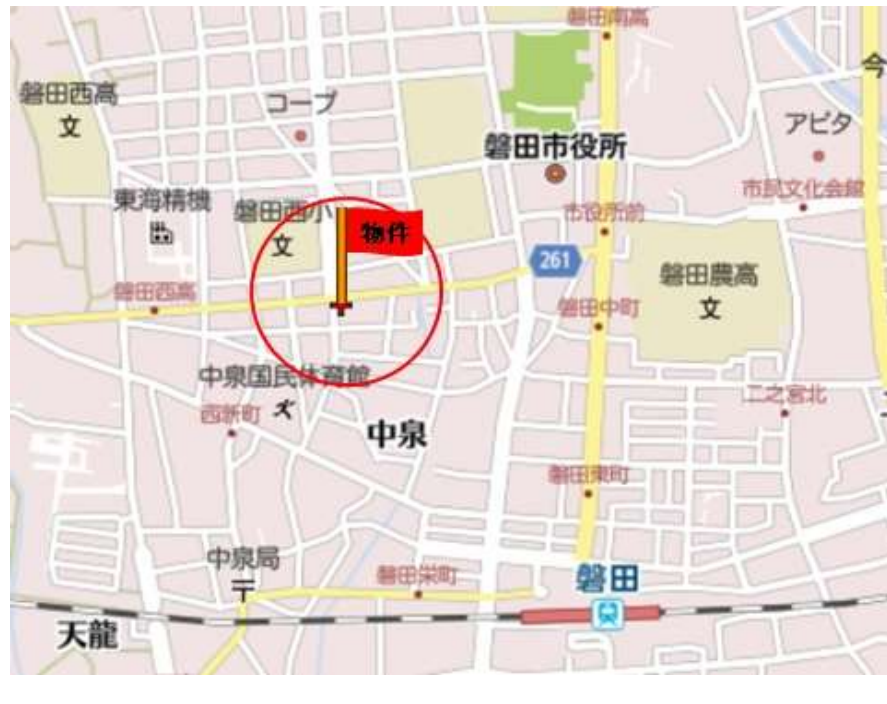 磐田南高
今
磐田西高
文
コープ
アピタ
磐田市役所
市民文化会館
東海精機
磐田西小
文
物件
市役所前
261
磐田農高
文
磐田西高
磐田中町
中泉国民体育館
西新町
中泉
二之宮北
磐田東町
中泉局
〒
磐田栄町
磐田
天龍